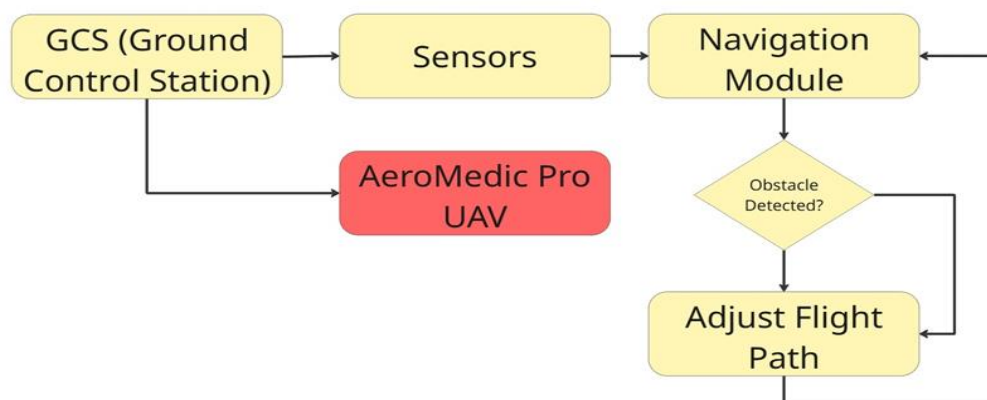 GCS (Ground
Control Station)
Sensors
Navigation
Module
AeroMedic Pro
UAV
Obstacle
Detected?
Adjust Flight
Path